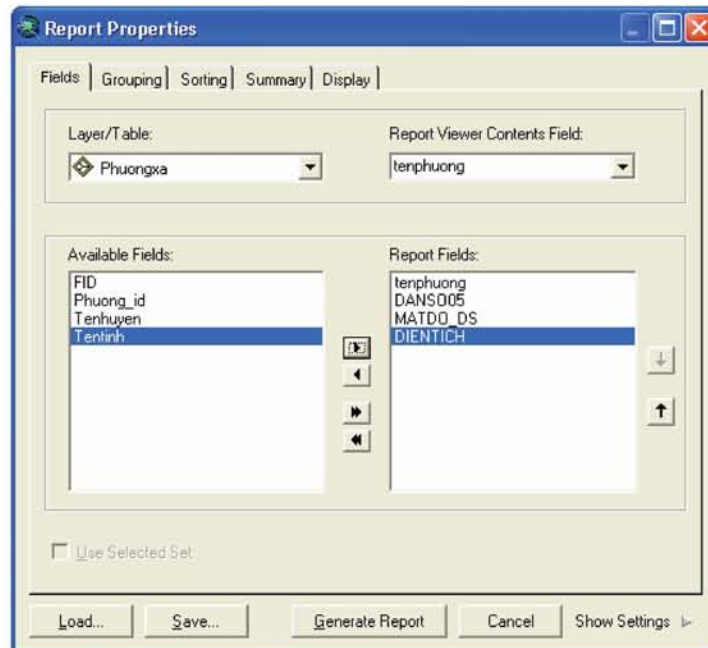 Report Properties
Fields Grouping Sorting Summary Display
Layer/Table:
Phuongxa
Report Viewer Contents Field:
tenphuong
Available Fields:
FID
Phuong_id
Tenhuyen
Tentinh
Report Fields:
tenphuong
DANSO05
MATDO_DS
DIENTICH
Use Selected Set
Load... Save... Generate Report Cancel Show Settings